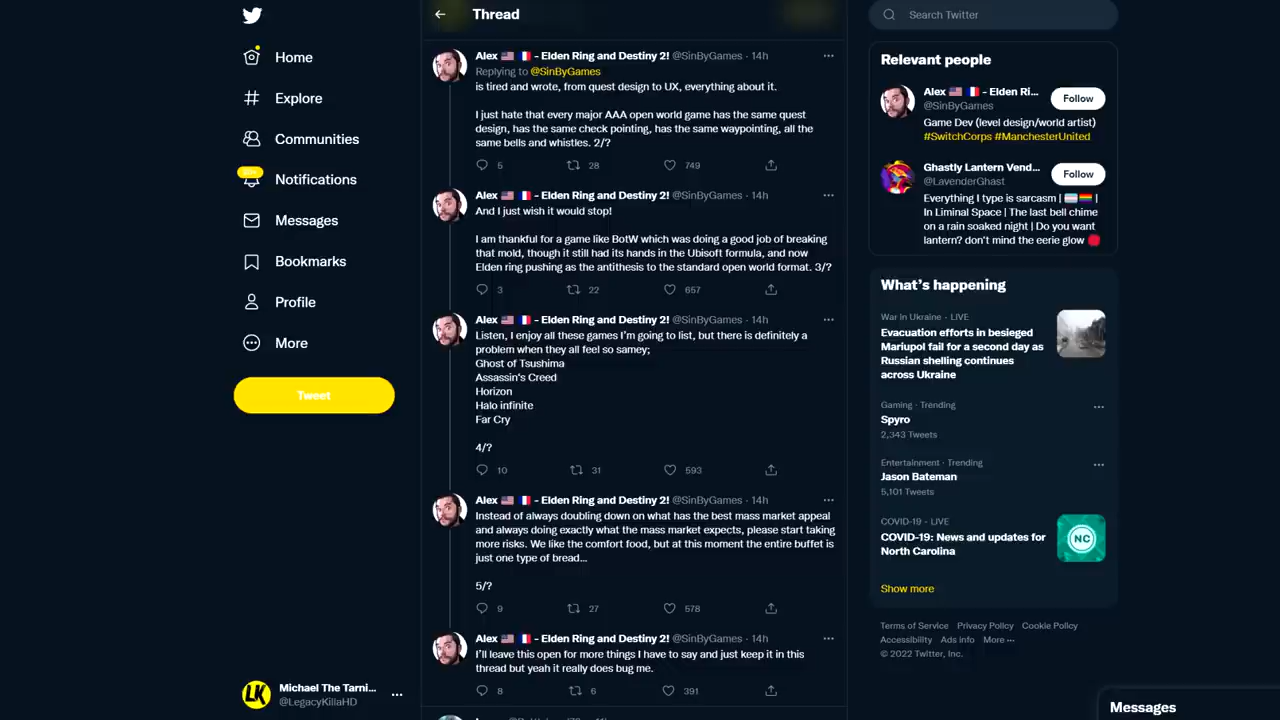 Thread
Search Twitter
Home
Explore
Communities
Notifications
Messages
Bookmarks
Profile
More
Tweet
Michael The Tarni...
@LegacyKillaHD
Alex 🇺🇸 🇫🇷 - Elden Ring and Destiny 2! @SinByGames · 14h
Replying to @SinByGames
is tired and wrote, from quest design to UX, everything about it.
I just hate that every major AAA open world game has the same quest
design, has the same check pointing, has the same waypointing, all the
same bells and whistles. 2/?
5 28 749
Alex 🇺🇸 🇫🇷 - Elden Ring and Destiny 2! @SinByGames · 14h
And I just wish it would stop!
I am thankful for a game like BotW which was doing a good job of breaking
that mold, though it still had its hands in the Ubisoft formula, and now
Elden ring pushing as the antithesis to the standard open world format. 3/?
3 22 657
Alex 🇺🇸 🇫🇷 - Elden Ring and Destiny 2! @SinByGames · 14h
Listen, I enjoy all these games I'm going to list, but there is definitely a
problem when they all feel so samey;
Ghost of Tsushima
Assassin's Creed
Horizon
Halo infinite
Far Cry
4/?
10 31 593
Alex 🇺🇸 🇫🇷 - Elden Ring and Destiny 2! @SinByGames · 14h
Instead of always doubling down on what has the best mass market appeal
and always doing exactly what the mass market expects, please start taking
more risks. We like the comfort food, but at this moment the entire buffet is
just one type of bread...
5/?
9 27 578
Alex 🇺🇸 🇫🇷 - Elden Ring and Destiny 2! @SinByGames · 14h
I'll leave this open for more things I have to say and just keep it in this
thread but yeah it really does bug me.
8 6 391
Relevant people
Alex 🇺🇸 🇫🇷 - Elden Ri...
Follow
@SinByGames
Game Dev (level design/world artist)
#SwitchCorps #ManchesterUnited
Ghastly Lantern Vend...
Follow
@LavenderGhast
Everything I type is sarcasm | 🏳️‍⚧️🏳️‍🌈 |
In Liminal Space | The last bell chime
on a rain soaked night | Do you want
lantern? don't mind the eerie glow 🔴
What's happening
War in Ukraine · LIVE
Evacuation efforts in besieged
Mariupol fail for a second day as
Russian shelling continues
across Ukraine
Gaming · Trending
Spyro
2,343 Tweets
Entertainment · Trending
Jason Bateman
5,101 Tweets
COVID-19 · LIVE
COVID-19: News and updates for
North Carolina
NC
Show more
Terms of Service Privacy Policy Cookie Policy
Accessibility Ads info More ···
© 2022 Twitter, Inc.
Messages